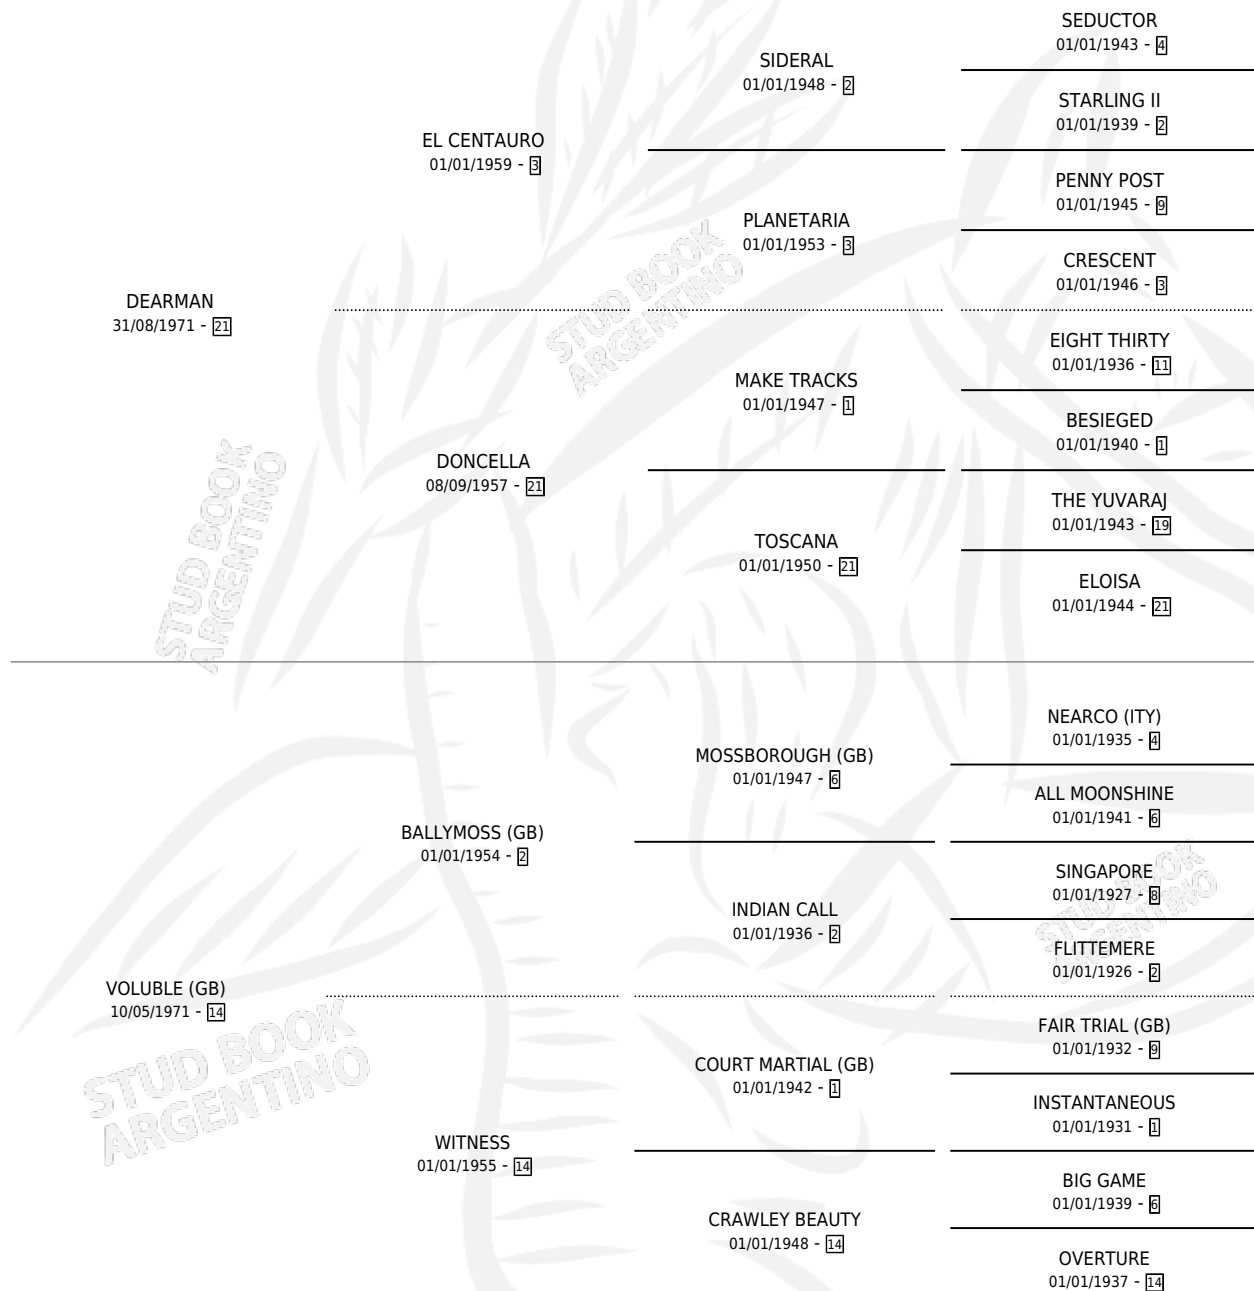 SEDUCTOR
01/01/1943 - 4
SIDERAL
01/01/1948 - 2
STARLING II
01/01/1939 - 2
EL CENTAURO
01/01/1959 - 3
PENNY POST
01/01/1945 - 9
PLANETARIA
01/01/1953 - 3
CRESCENT
01/01/1946 - 3
DEARMAN
31/08/1971 - 21
EIGHT THIRTY
01/01/1936 - 11
MAKE TRACKS
01/01/1947 - 1
BESIEGED
01/01/1940 - 1
DONCELLA
08/09/1957 - 21
THE YUVARAJ
01/01/1943 - 19
TOSCANA
01/01/1950 - 21
ELOISA
01/01/1944 - 21
NEARCO (ITY)
01/01/1935 - 4
MOSSBOROUGH (GB)
01/01/1947 - 6
ALL MOONSHINE
01/01/1941 - 6
BALLYMOSS (GB)
01/01/1954 - 2
SINGAPORE
01/01/1927 - 8
INDIAN CALL
01/01/1936 - 2
FLITTEMERE
01/01/1926 - 2
VOLUBLE (GB)
10/05/1971 - 14
FAIR TRIAL (GB)
01/01/1932 - 9
COURT MARTIAL (GB)
01/01/1942 - 1
INSTANTANEOUS
01/01/1931 - 1
WITNESS
01/01/1955 - 14
BIG GAME
01/01/1939 - 6
CRAWLEY BEAUTY
01/01/1948 - 14
OVERTURE
01/01/1937 - 14
STUD BOOK
ARGENTINO
STUD BOOK
ARGENTINO
STUD BOOK
ARGENTINO
STUD BOOK
ARGENTINO